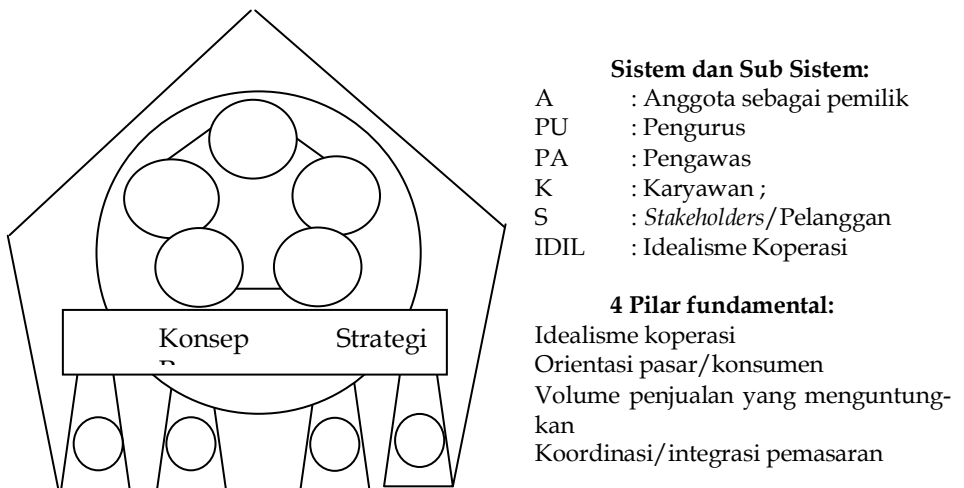 Konsep Strategi
Sistem dan Sub Sistem:
A : Anggota sebagai pemilik
PU : Pengurus
PA : Pengawas
K : Karyawan ;
S : Stakeholders/Pelanggan
IDIL : Idealisme Koperasi
4 Pilar fundamental:
Idealisme koperasi
Orientasi pasar/konsumen
Volume penjualan yang menguntung-
kan
Koordinasi/integrasi pemasaran